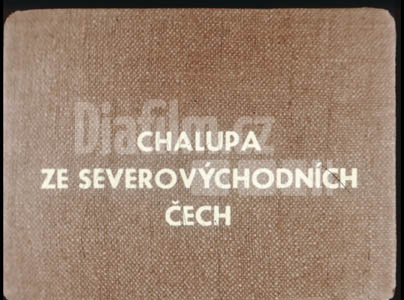 Diafilm.cz
CHALUPA
ZE SEVEROVÝCHODNÍCH
ČECH